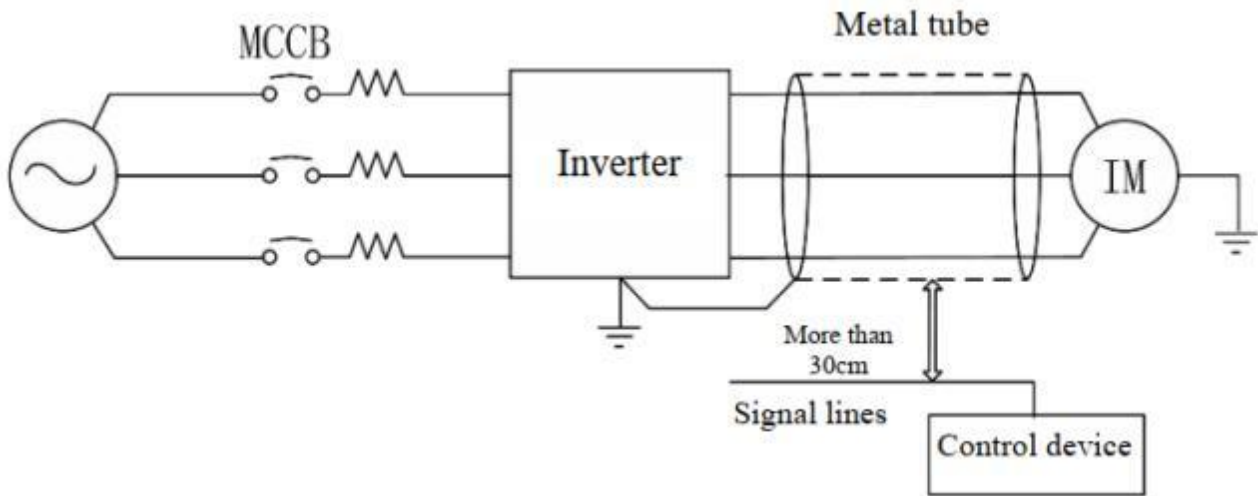 Metal tube
MCCB
Inverter
IM
More than
30cm
Signal lines
Control device